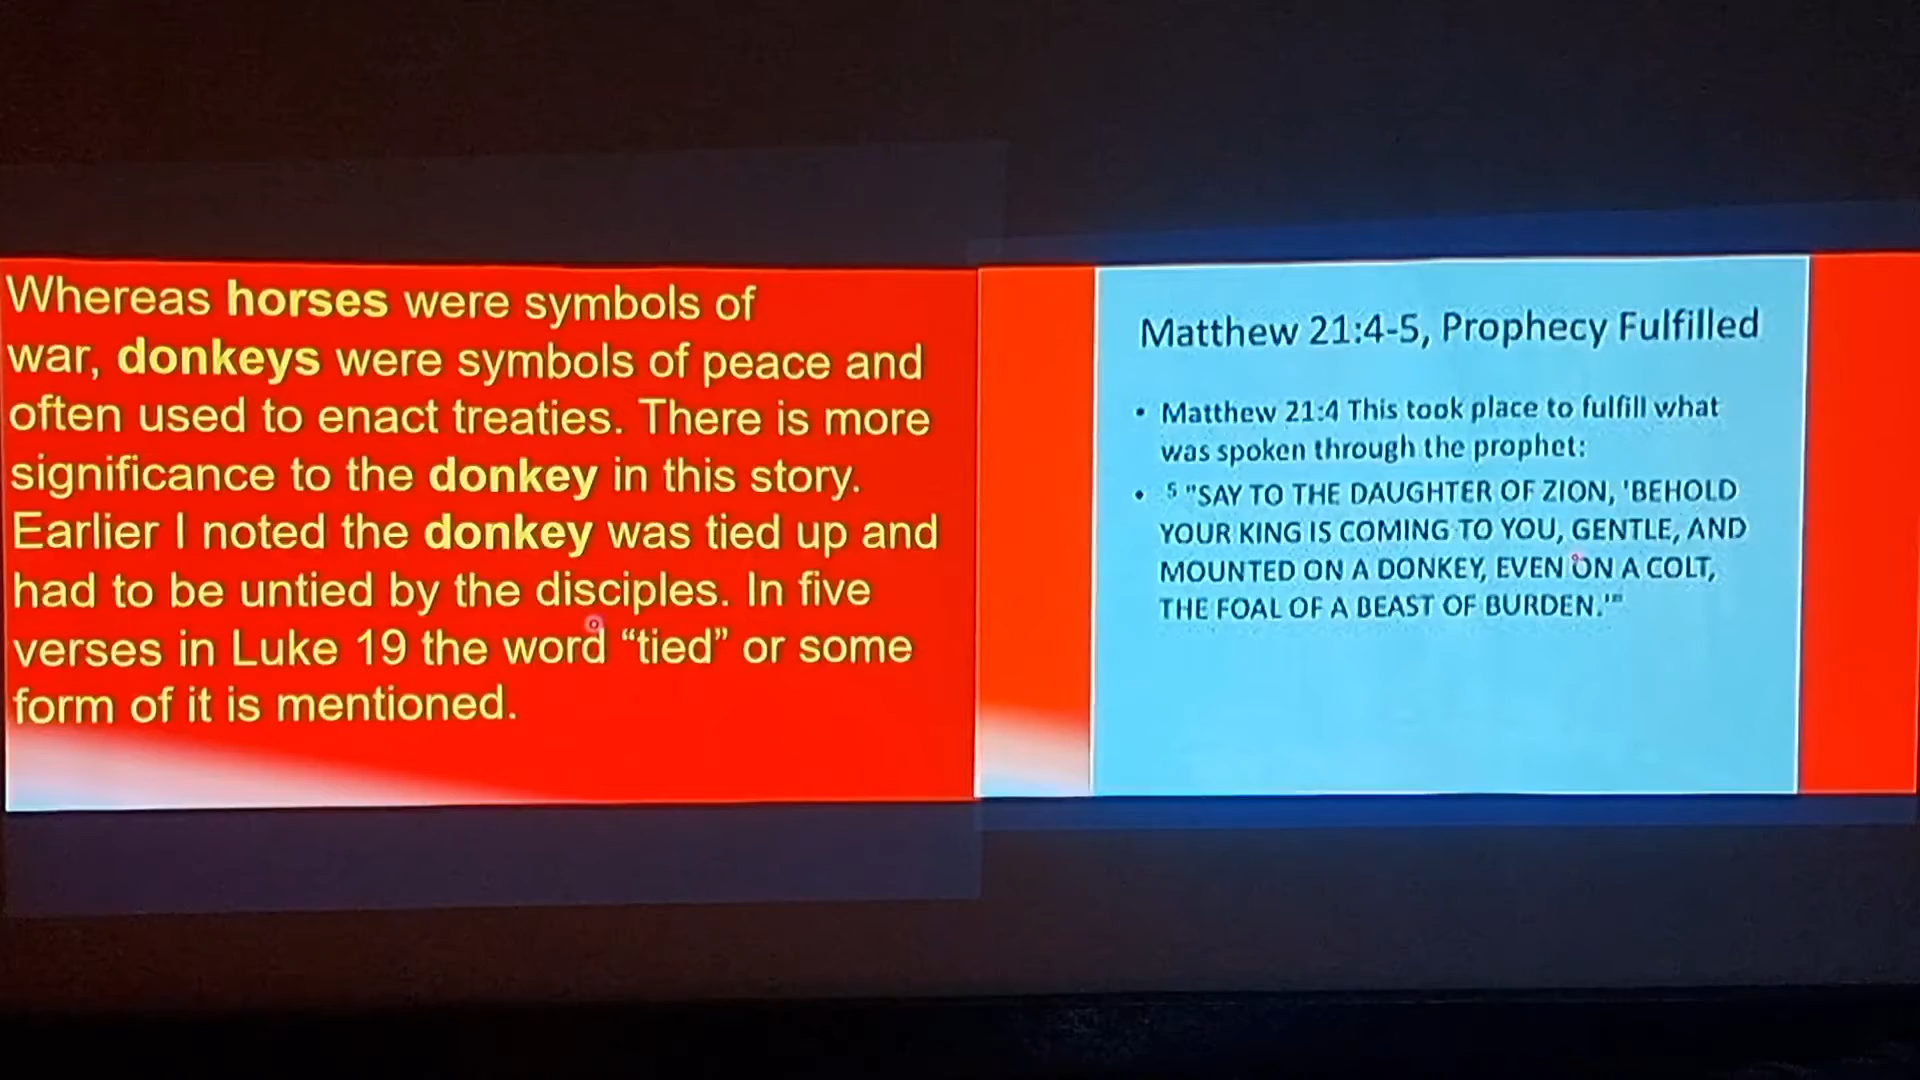 Whereas horses were symbols of
war, donkeys were symbols of peace and
often used to enact treaties. There is more
significance to the donkey in this story.
Earlier I noted the donkey was tied up and
had to be untied by the disciples. In five
verses in Luke 19 the word “tied” or some
form of it is mentioned.
Matthew 21:4-5, Prophecy Fulfilled
• Matthew 21:4 This took place to fulfill what
was spoken through the prophet:
• 5 "SAY TO THE DAUGHTER OF ZION, 'BEHOLD
YOUR KING IS COMING TO YOU, GENTLE, AND
MOUNTED ON A DONKEY, EVEN ON A COLT,
THE FOAL OF A BEAST OF BURDEN.'"